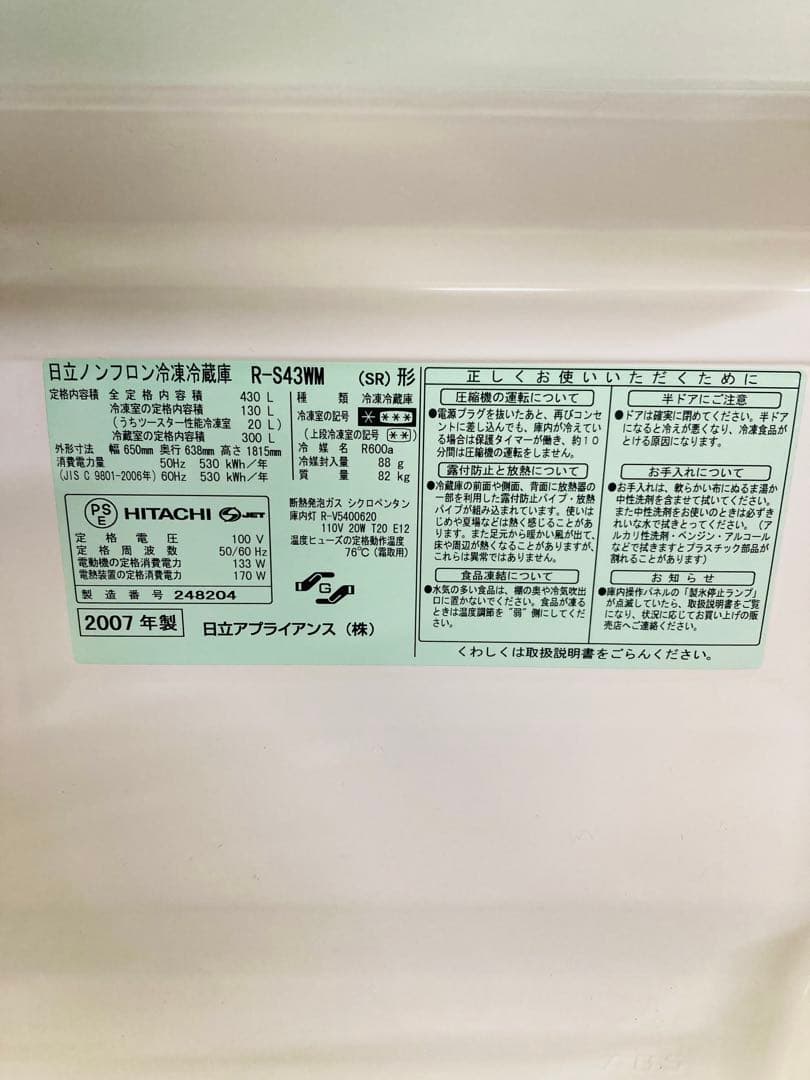 日立ノンフロン冷凍冷蔵庫 R-S43WM (SR)形
定格内容積 全定格内容積 430 L
冷凍室の定格内容積 130 L
(うちツースター性能冷凍室 20 L)
冷蔵室の定格内容積 300 L
外形寸法 幅 650mm 奥行 638mm 高さ 1815mm
消費電力量 50Hz 530 kWh/年
(JIS C 9801-2006年) 60Hz 530 kWh/年
種類 冷凍冷蔵庫
冷凍室の記号 * ***
(上段冷凍室の記号 **)
冷媒名 R600a
冷媒封入量 88 g
質量 82 kg
PS
E
HITACHI S JET
定格電圧 100 V
定格周波数 50/60 Hz
電動機の定格消費電力 133 W
電熱装置の定格消費電力 170 W
製造番号 248204
断熱発泡ガス シクロペンタン
庫内灯 R-V5400620
110V 20W T20 E12
温度ヒューズの定格動作温度
76℃(霜取用)
G
2007年製
日立アプライアンス(株)
正しくお使いいただくために
圧縮機の運転について
●電源プラグを抜いたあと、再びコンセ
ントに差し込んでも、庫内が冷えてい
る場合は保護タイマーが働き、約10
分間は圧縮機を運転をしません。
露付防止と放熱について
●冷蔵庫の前面や側面、背面に放熱器の
一部を利用した露付防止パイプ・放熱
パイプが組み込まれています。使いは
じめや夏場などは熱く感じることがあ
ります。また足元から暖かい風が出て、
床や周辺が熱くなることがありますが、
これらは異常ではありません。
食品凍結について
●水気の多い食品は、棚の奥や冷気吹出
口に置かないでください。食品が凍る
ときは温度調節を“弱”側にしてくだ
さい。
半ドアにご注意
●ドアは確実に閉めてください。半ドア
になると冷えが悪くなり、冷凍食品が
とける原因になります。
お手入れについて
●お手入れは、軟らかい布にぬるま湯か
中性洗剤を含ませて拭いてください。
また中性洗剤をお使いのときは必ずき
れいな水で拭きとってください。(ア
ルカリ性洗剤・ベンジン・アルコール
などで拭きますとプラスチック部品が
割れることがあります)
お知らせ
●庫内操作パネルの「製氷停止ランプ」
が点滅していたら、取扱説明書をご覧
になり、状況に応じてお買い上げの販
売店へご連絡ください。
くわしくは取扱説明書をごらんください。